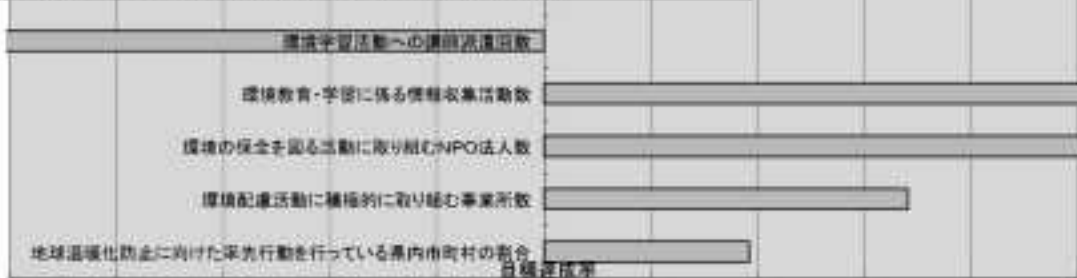 環境学習活動への講師派遣回数
環境教育・学習に係る情報収集活動数
環境の保全を図る活動に取り組むNPO法人数
環境配慮活動に積極的に取り組む事業所数
地球温暖化防止に向けた率先行動を行っている県内市町村の割合
目標達成率